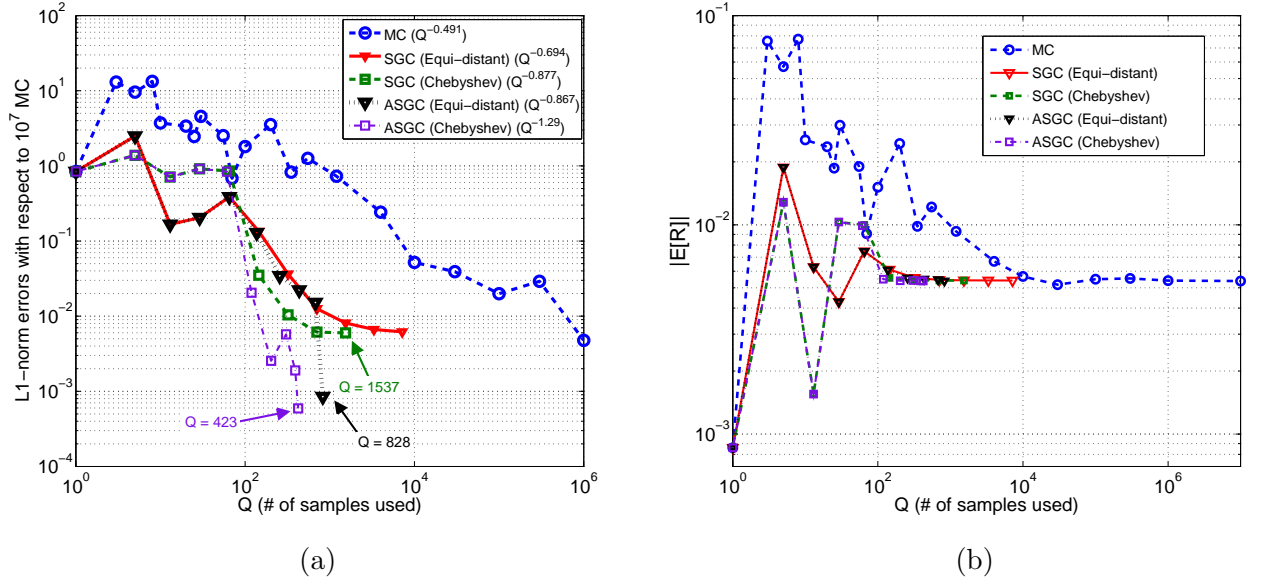 L1−norm errors with respect to 10^7 MC
10^3
10^2
10^1
10^0
10^−1
10^−2
10^−3
10^−4
MC (Q^−0.491)
SGC (Equi−distant) (Q^−0.694)
SGC (Chebyshev) (Q^−0.877)
ASGC (Equi−distant) (Q^−0.867)
ASGC (Chebyshev) (Q^−1.29)
Q = 1537
Q = 423
Q = 828
10^0 10^2 10^4 10^6
Q (# of samples used)
(a)
|E[R]|
10^−1
10^−2
10^−3
MC
SGC (Equi−distant)
SGC (Chebyshev)
ASGC (Equi−distant)
ASGC (Chebyshev)
10^0 10^2 10^4 10^6
Q (# of samples used)
(b)